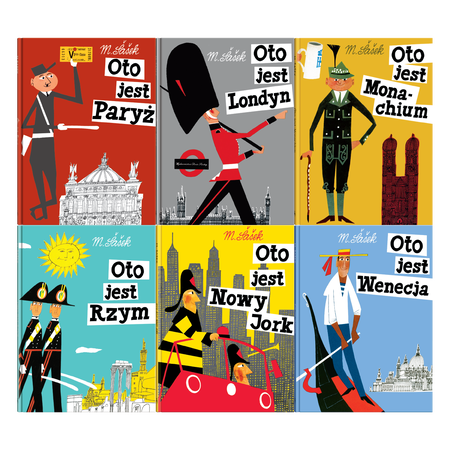 M. Šašek
Oto
jest
Paryż
M. Šašek
Oto
jest
Londyn
M. Šašek
Oto
jest
Mona-
chium
M. Šašek
Oto
jest
Rzym
M. Šašek
Oto
jest
Nowy
Jork
M. Šašek
Oto
jest
Wenecja